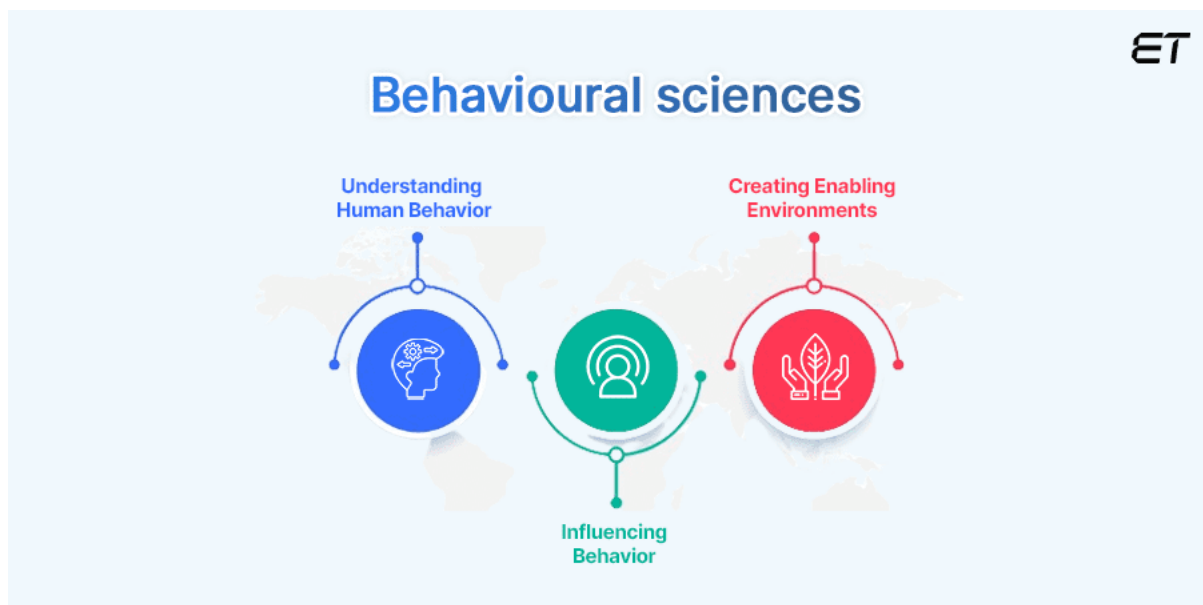 ET
Behavioural sciences
Understanding
Human Behavior
Creating Enabling
Environments
Influencing
Behavior